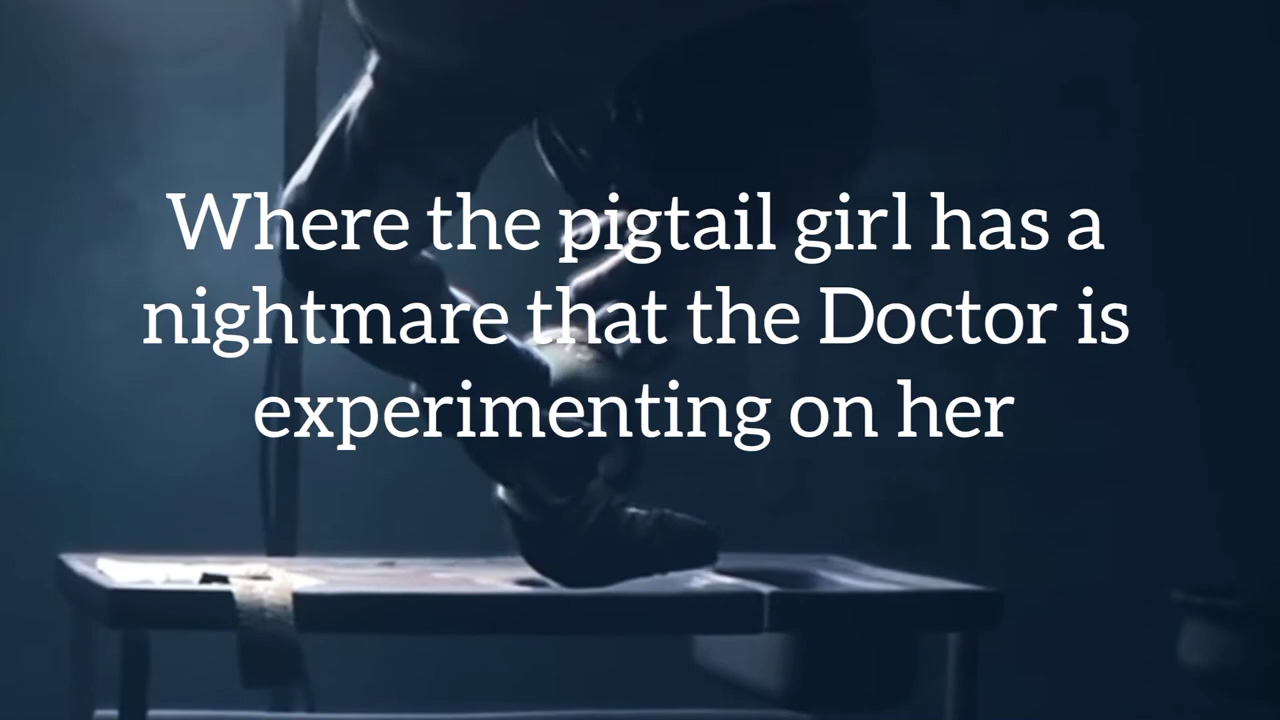 Where the pigtail girl has a
nightmare that the Doctor is
experimenting on her